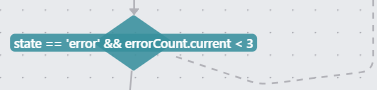 state == 'error' && errorCount.current < 3